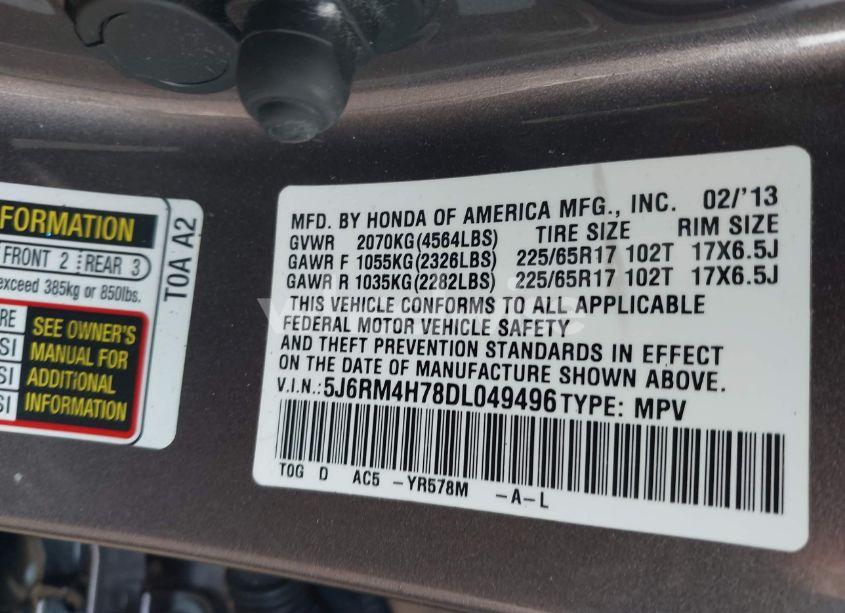 FORMATION
FRONT 2 REAR 3
exceed 385kg or 850lbs.
SEE OWNER'S
MANUAL FOR
ADDITIONAL
INFORMATION
T0A A2
MFD. BY HONDA OF AMERICA MFG., INC. 02/'13
GVWR 2070KG(4564LBS) TIRE SIZE RIM SIZE
GAWR F 1055KG(2326LBS) 225/65R17 102T 17X6.5J
GAWR R 1035KG(2282LBS) 225/65R17 102T 17X6.5J
THIS VEHICLE CONFORMS TO ALL APPLICABLE
FEDERAL MOTOR VEHICLE SAFETY
AND THEFT PREVENTION STANDARDS IN EFFECT
ON THE DATE OF MANUFACTURE SHOWN ABOVE.
V.I.N.:5J6RM4H78DL049496 TYPE: MPV
T0G D AC5 -YR578M -A-L